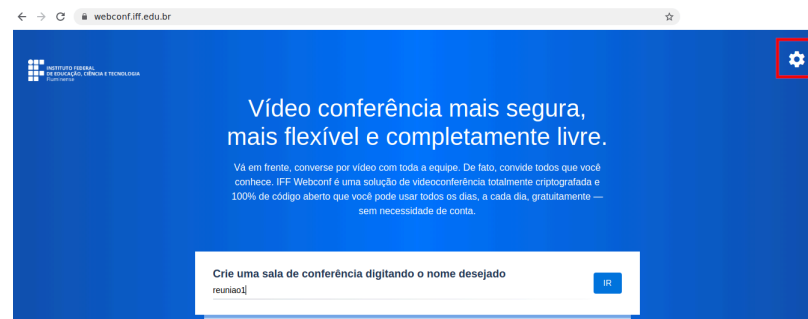 webconf.iff.edu.br
INSTITUTO FEDERAL
DE EDUCAÇÃO, CIÊNCIA E TECNOLOGIA
Fluminense
Vídeo conferência mais segura,
mais flexível e completamente livre.
Vá em frente, converse por vídeo com toda a equipe. De fato, convide todos que você
conhece. IFF Webconf é uma solução de videoconferência totalmente criptografada e
100% de código aberto que você pode usar todos os dias, a cada dia, gratuitamente —
sem necessidade de conta.
Crie uma sala de conferência digitando o nome desejado
reuniao1
IR